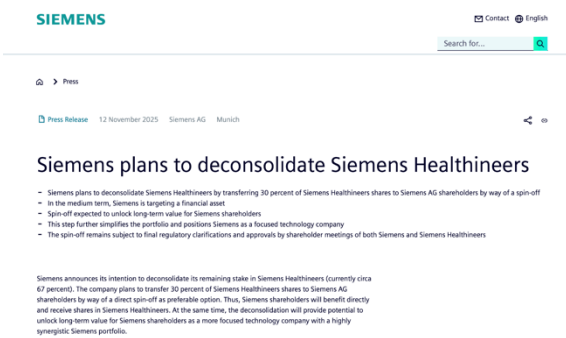 SIEMENS
Contact English
Search for...
Press
Press Release 12 November 2025 Siemens AG Munich
Siemens plans to deconsolidate Siemens Healthineers
– Siemens plans to deconsolidate Siemens Healthineers by transferring 30 percent of Siemens Healthineers shares to Siemens AG shareholders by way of a spin-off
– In the medium term, Siemens is targeting a financial asset
– Spin-off expected to unlock long-term value for Siemens shareholders
– This step further simplifies the portfolio and positions Siemens as a focused technology company
– The spin-off remains subject to final regulatory clarifications and approvals by shareholder meetings of both Siemens and Siemens Healthineers
Siemens announces its intention to deconsolidate its remaining stake in Siemens Healthineers (currently circa
67 percent). The company plans to transfer 30 percent of Siemens Healthineers shares to Siemens AG
shareholders by way of a direct spin-off as preferable option. Thus, Siemens shareholders will benefit directly
and receive shares in Siemens Healthineers. At the same time, the deconsolidation will provide potential to
unlock long-term value for Siemens shareholders as a more focused technology company with a highly
synergistic Siemens portfolio.